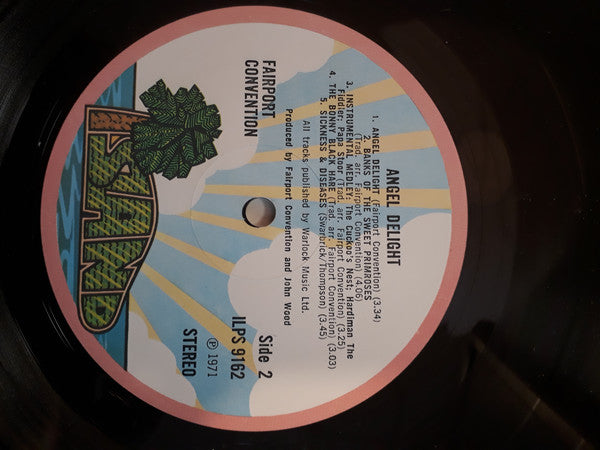 ANGEL DELIGHT
1. ANGEL DELIGHT (Fairport Convention) (3.34)
2. BANKS OF THE SWEET PRIMROSES
(Trad. arr. Fairport Convention) (4.06)
3. INSTRUMENTAL MEDLEY: The Cuckoo's Nest; Hardiman The
Fiddler; Papa Stoor (Trad. arr. Fairport Convention) (3.25)
4. THE BONNY BLACK HARE (Trad. arr. Fairport Convention) (3.03)
5. SICKNESS & DISEASES (Swarbrick/Thompson) (3.45)
All tracks published by Warlock Music Ltd.
Produced by Fairport Convention and John Wood
FAIRPORT
CONVENTION
Side 2
ILPS 9162
℗ 1971
STEREO
ISLAND